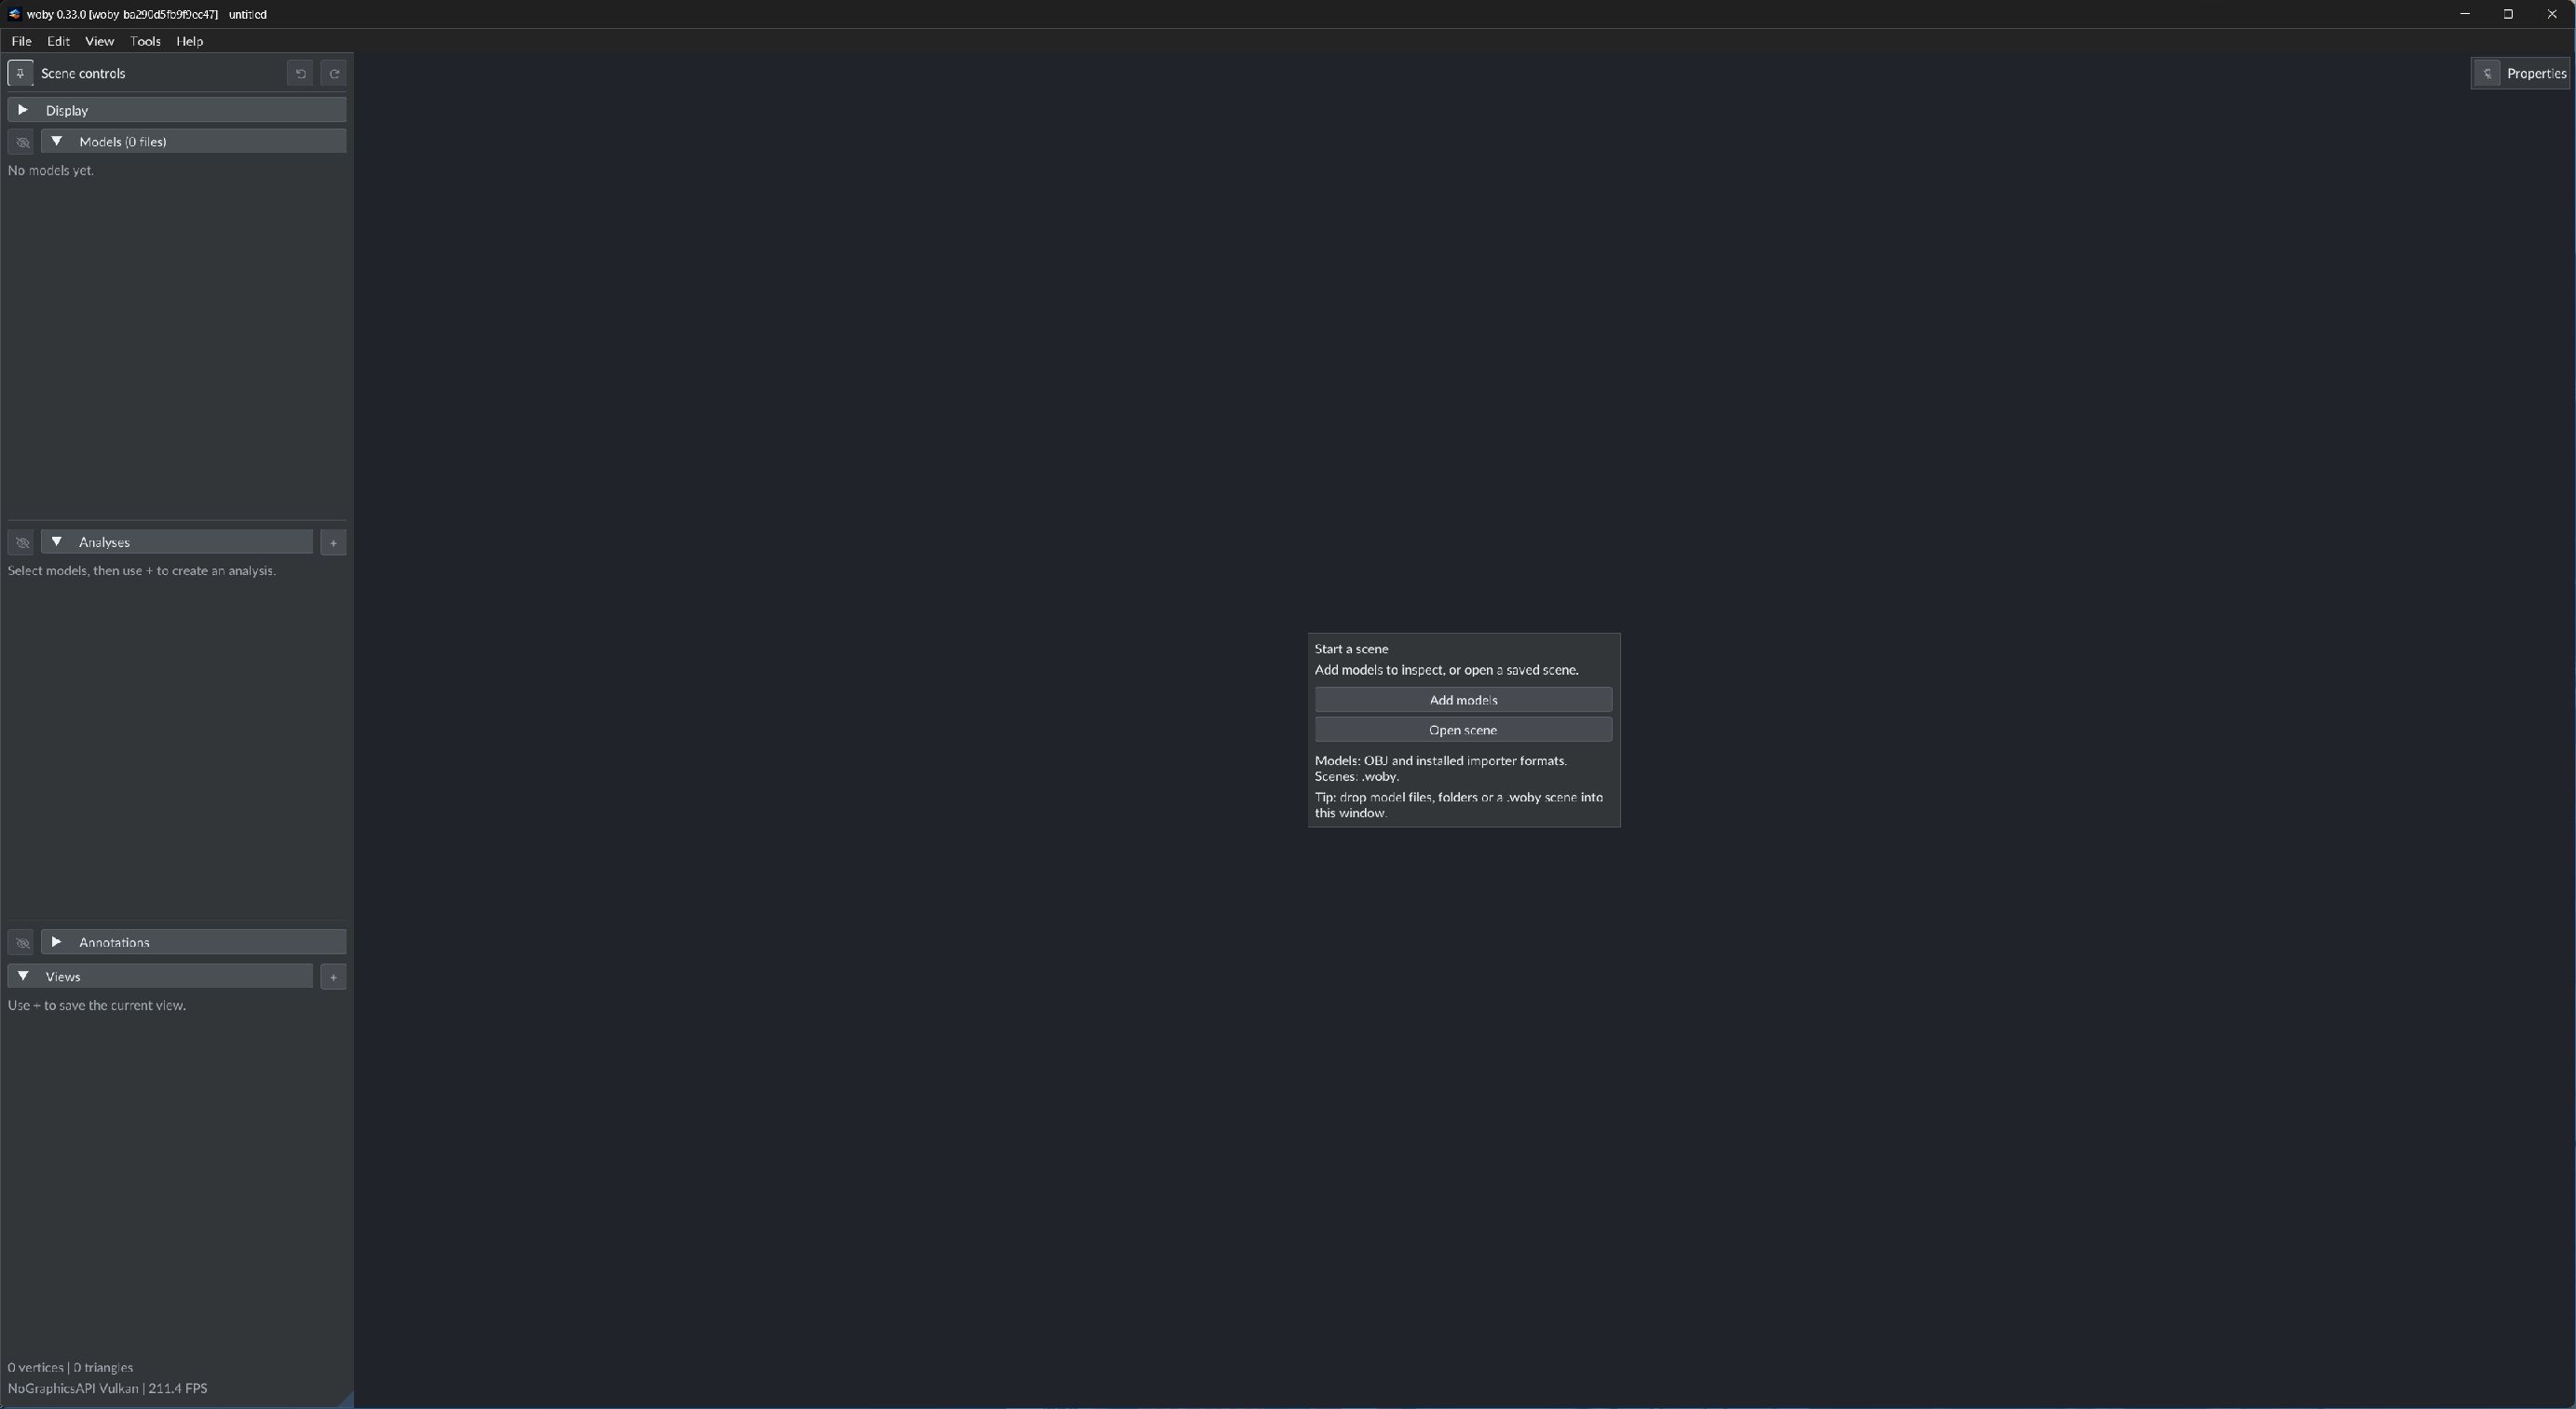 woby 0.33.0 [woby-ba290d5fb9f9ec47] - untitled
File Edit View Tools Help
Scene controls
Properties
Display
Models (0 files)
No models yet.
Analyses
+
Select models, then use + to create an analysis.
Start a scene
Add models to inspect, or open a saved scene.
Add models
Open scene
Models: OBJ and installed importer formats.
Scenes: .woby.
Tip: drop model files, folders or a .woby scene into
this window.
Annotations
Views
+
Use + to save the current view.
0 vertices | 0 triangles
NoGraphicsAPI Vulkan | 211.4 FPS